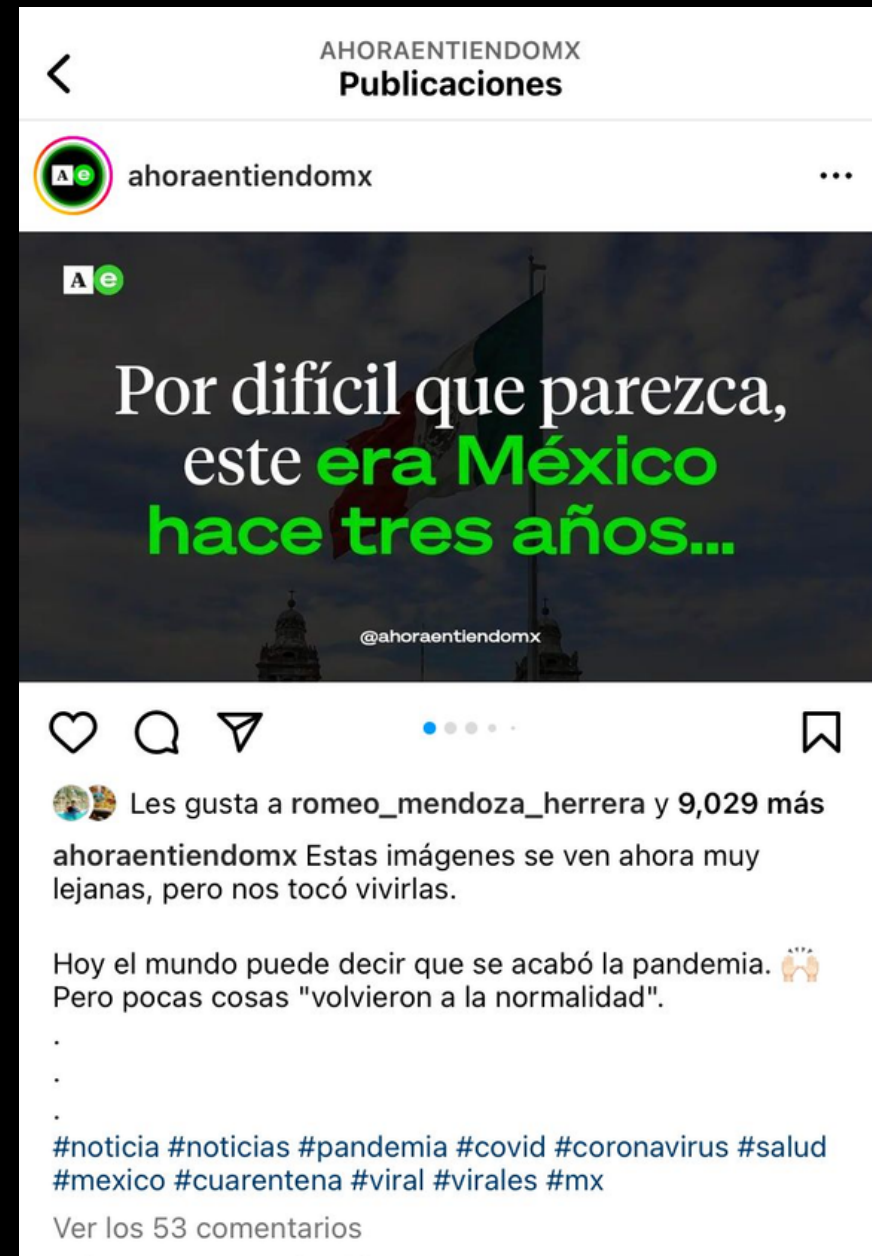 AHORAENTIENDOMX
Publicaciones
Ae
ahoraentiendomx
Ae
Por difícil que parezca,
este era México
hace tres años...
@ahoraentiendomx
Les gusta a romeo_mendoza_herrera y 9,029 más
ahoraentiendomx Estas imágenes se ven ahora muy
lejanas, pero nos tocó vivirlas.
Hoy el mundo puede decir que se acabó la pandemia. 🙌🏻
Pero pocas cosas "volvieron a la normalidad".
.
.
.
#noticia #noticias #pandemia #covid #coronavirus #salud
#mexico #cuarentena #viral #virales #mx
Ver los 53 comentarios